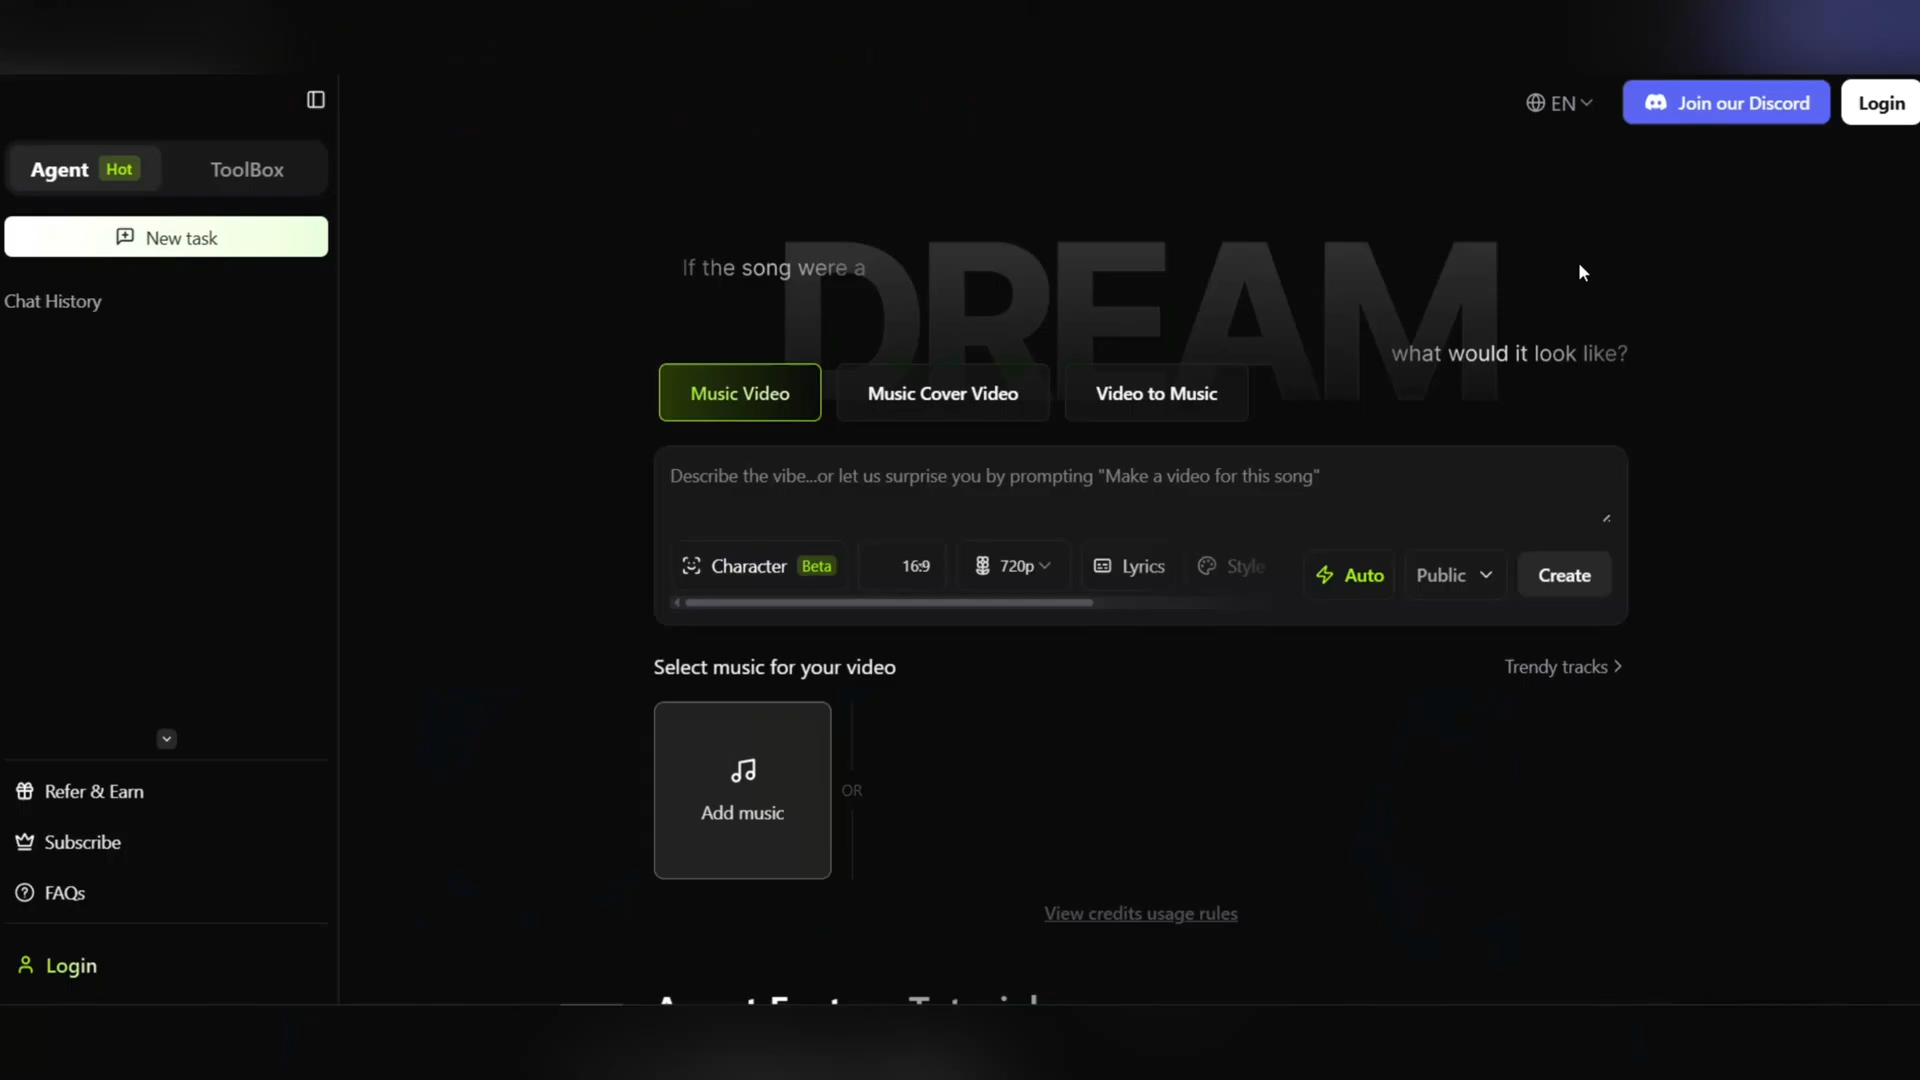 EN
Join our Discord
Login
Agent Hot
ToolBox
New task
Chat History
If the song were a
DREAM
what would it look like?
Music Video
Music Cover Video
Video to Music
Describe the vibe...or let us surprise you by prompting "Make a video for this song"
Character Beta
16:9
720p
Lyrics
Style
Auto
Public
Create
Select music for your video
Trendy tracks
Add music
OR
Refer & Earn
Subscribe
FAQs
View credits usage rules
Login